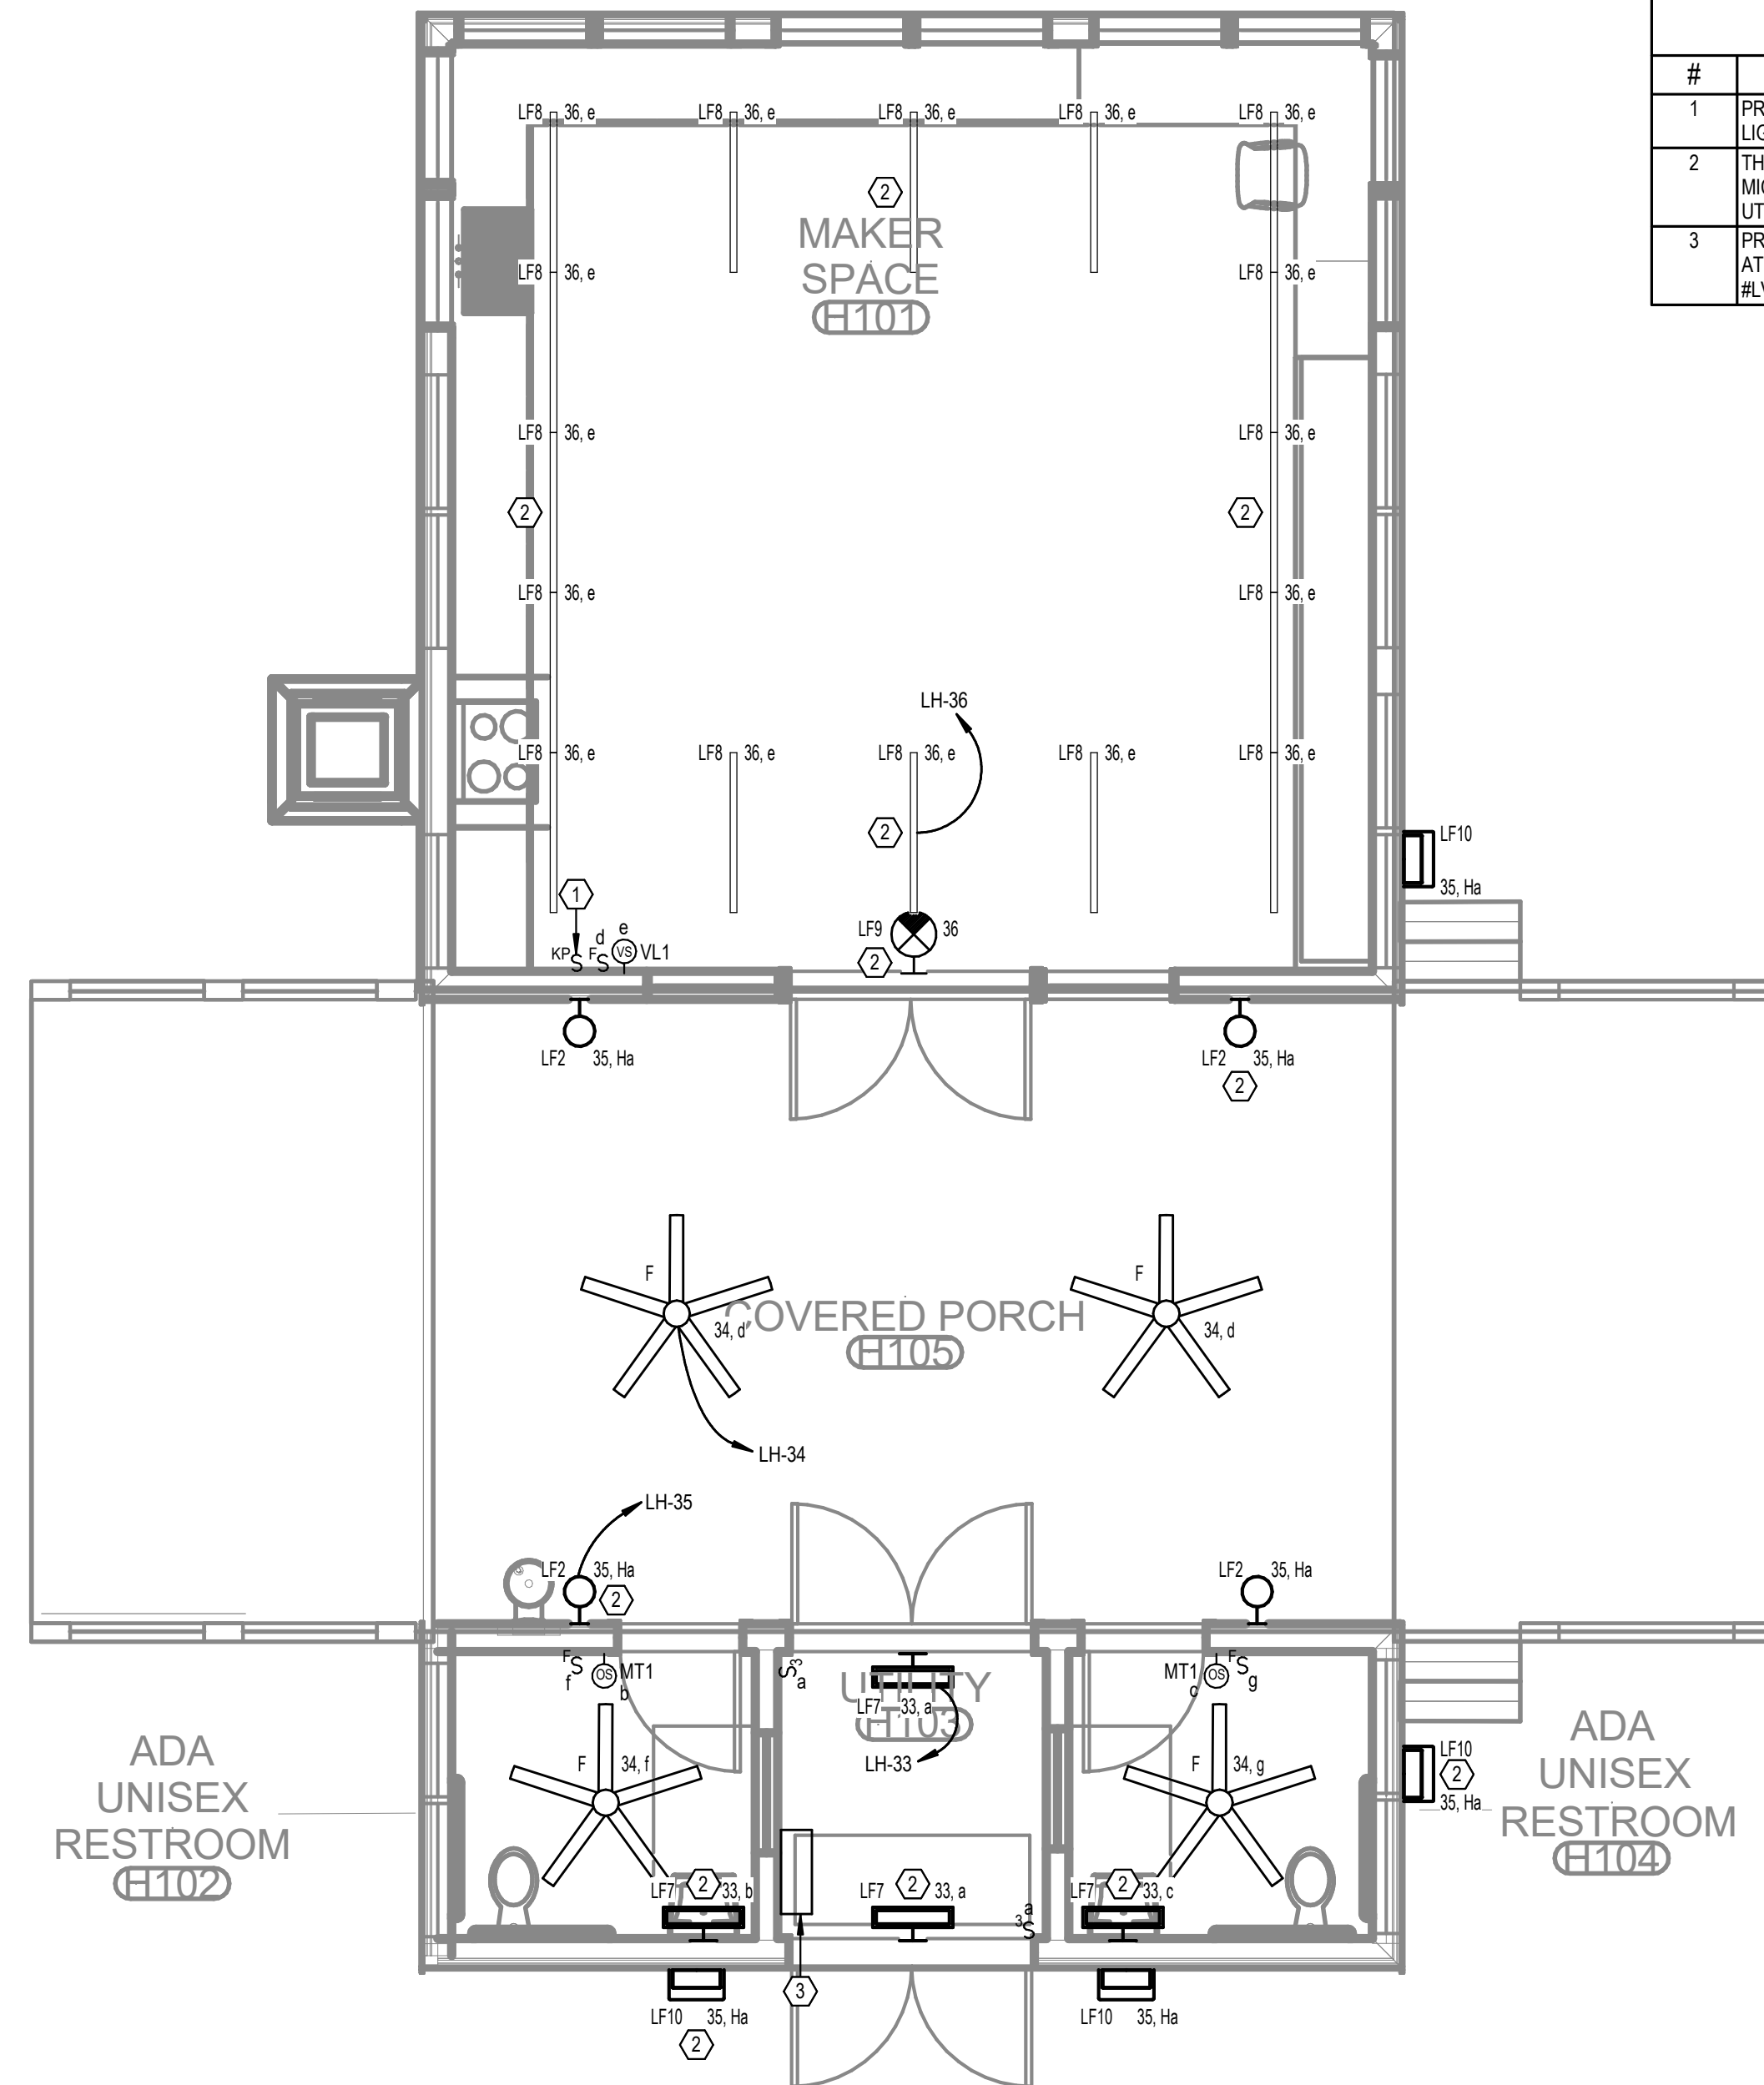 #
1 PR
LIG
2 TH
MIC
UT
3 PR
AT
#LV
LF8 36, e LF8 36, e LF8 36, e LF8 36, e LF8 36, e
2
MAKER
SPACE
H101
LF8 36, e LF8 36, e
LF8 36, e LF8 36, e
2 2
LF8 36, e LF8 36, e
LH-36
LF8 36, e LF8 36, e LF8 36, e LF8 36, e LF8 36, e
2
LF10
35, Ha
1
LF9 36
KP S F S d e VS VL1
2
LF2 35, Ha LF2 35, Ha
2
F F
COVERED PORCH
34, d 34, d
H105
LH-34
LH-35
LF2 35, Ha LF2 35, Ha
2
F S f OS MT1 b
S 3 a
MT1 c OS F S g
UTILITY
LF7 33, a
H103
LH-33
F 34, f F 34, g
ADA
UNISEX
RESTROOM
H102
LF10
2
35, Ha
ADA
UNISEX
RESTROOM
H104
LF7 2 33, b LF7 2 33, a LF7 2 33, c
a
3 S
3
LF10 35, Ha LF10 35, Ha
2